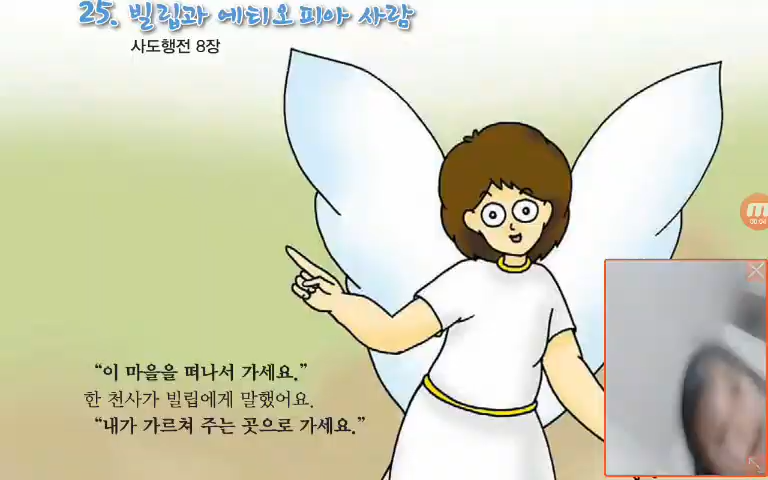 25. 빌립과 에티오피아 사람
사도행전 8장
00:04
“이 마을을 떠나서 가세요.”
한 천사가 빌립에게 말했어요.
“내가 가르쳐 주는 곳으로 가세요.”